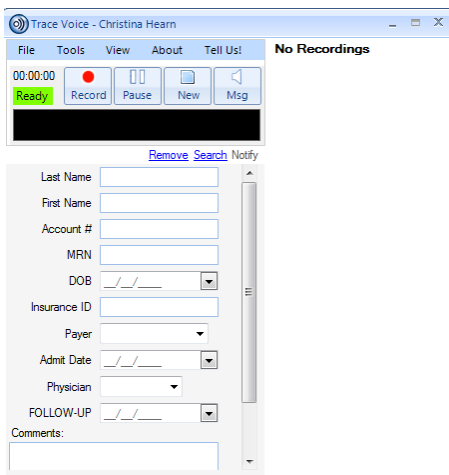 Trace Voice - Christina Hearn
File Tools View About Tell Us! No Recordings
00:00:00
Ready Record Pause New Msg
Remove Search Notify
Last Name
First Name
Account #
MRN
DOB __/__/____
Insurance ID
Payer
Admit Date __/__/____
Physician
FOLLOW-UP __/__/____
Comments: